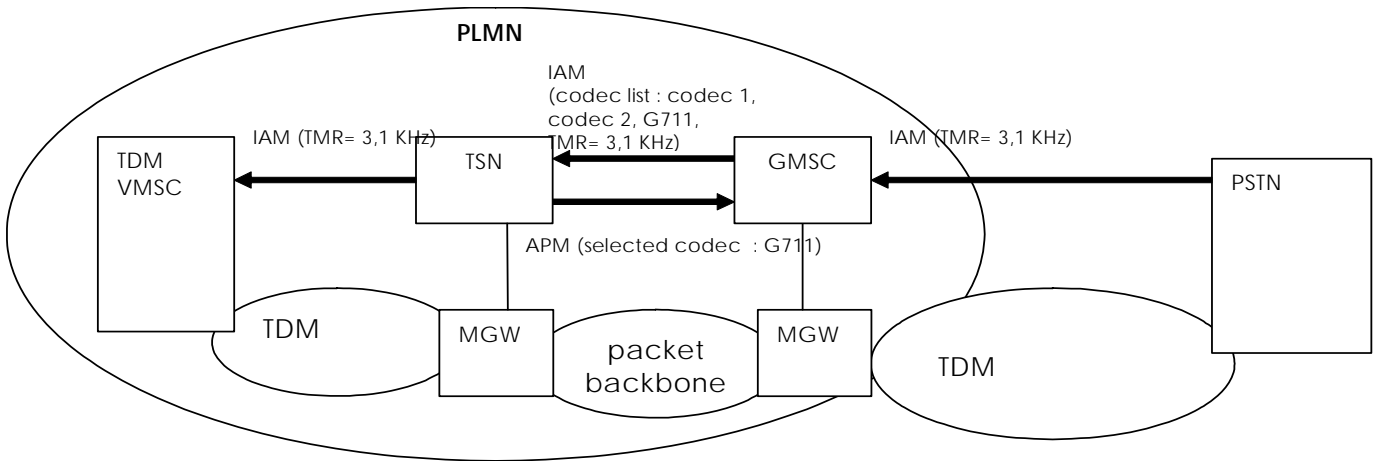 PLMN
IAM
(codec list : codec 1,
codec 2, G711,
TMR= 3,1 KHz)
IAM (TMR= 3,1 KHz)
IAM (TMR= 3,1 KHz)
TDM
VMSC
TSN
GMSC
PSTN
APM (selected codec : G711)
TDM
MGW
packet
backbone
MGW
TDM